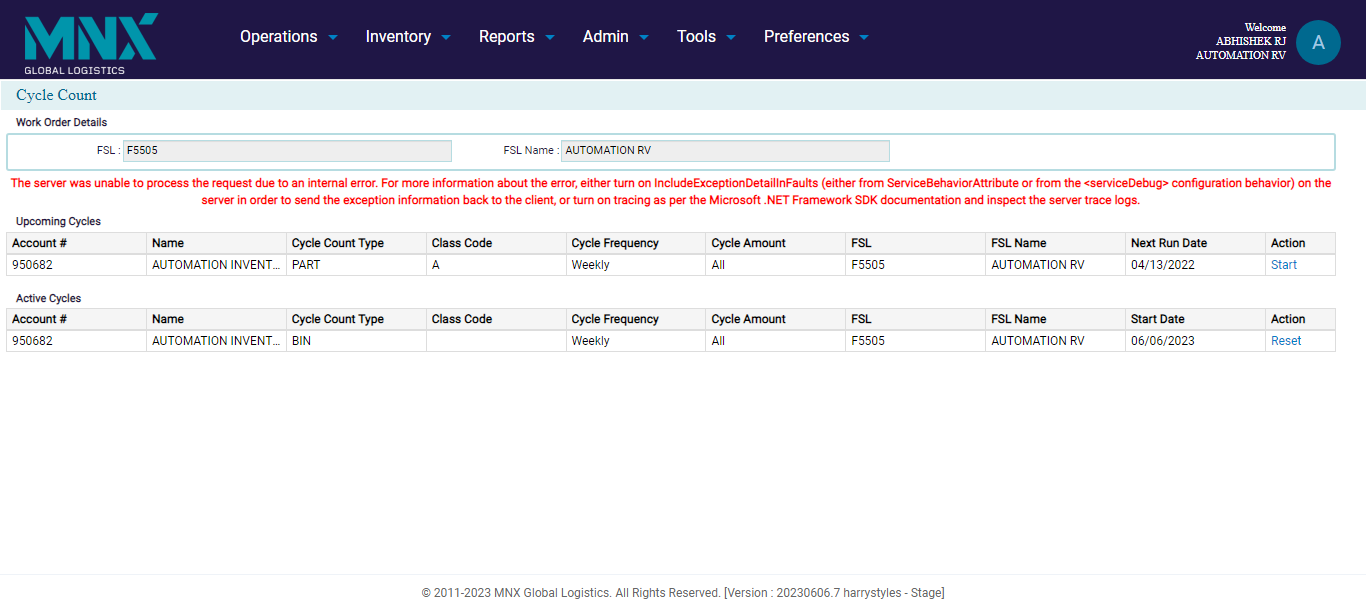 MNX
GLOBAL LOGISTICS
Operations Inventory Reports Admin Tools Preferences
Welcome
ABHISHEK RJ
AUTOMATION RV
A
Cycle Count
Work Order Details
FSL : F5505 FSL Name : AUTOMATION RV
The server was unable to process the request due to an internal error. For more information about the error, either turn on IncludeExceptionDetailInFaults (either from ServiceBehaviorAttribute or from the <serviceDebug> configuration behavior) on the
server in order to send the exception information back to the client, or turn on tracing as per the Microsoft .NET Framework SDK documentation and inspect the server trace logs.
Upcoming Cycles
Account # Name Cycle Count Type Class Code Cycle Frequency Cycle Amount FSL FSL Name Next Run Date Action
950682 AUTOMATION INVENT... PART A Weekly All F5505 AUTOMATION RV 04/13/2022 Start
Active Cycles
Account # Name Cycle Count Type Class Code Cycle Frequency Cycle Amount FSL FSL Name Start Date Action
950682 AUTOMATION INVENT... BIN Weekly All F5505 AUTOMATION RV 06/06/2023 Reset
© 2011-2023 MNX Global Logistics. All Rights Reserved. [Version : 20230606.7 harrystyles - Stage]